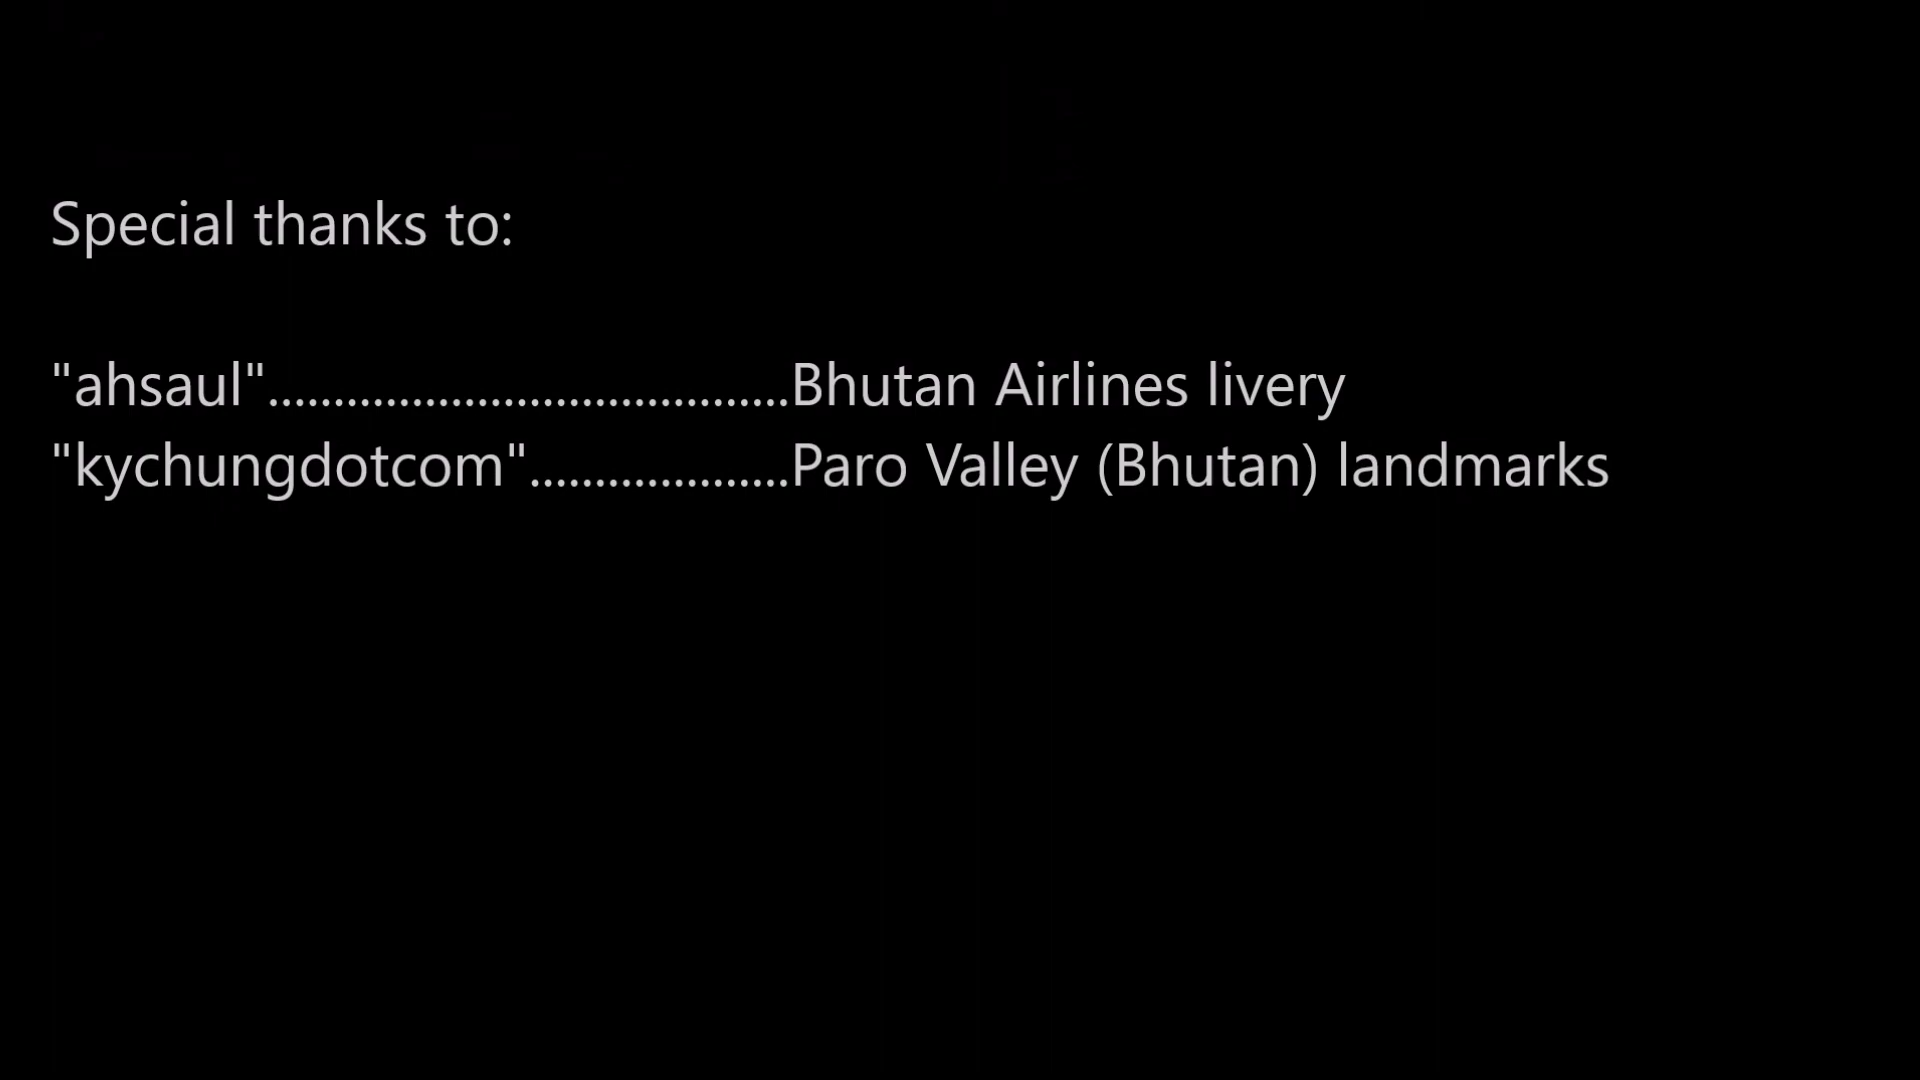 Special thanks to:
"ahsaul"........................................Bhutan Airlines livery
"kychungdotcom"....................Paro Valley (Bhutan) landmarks